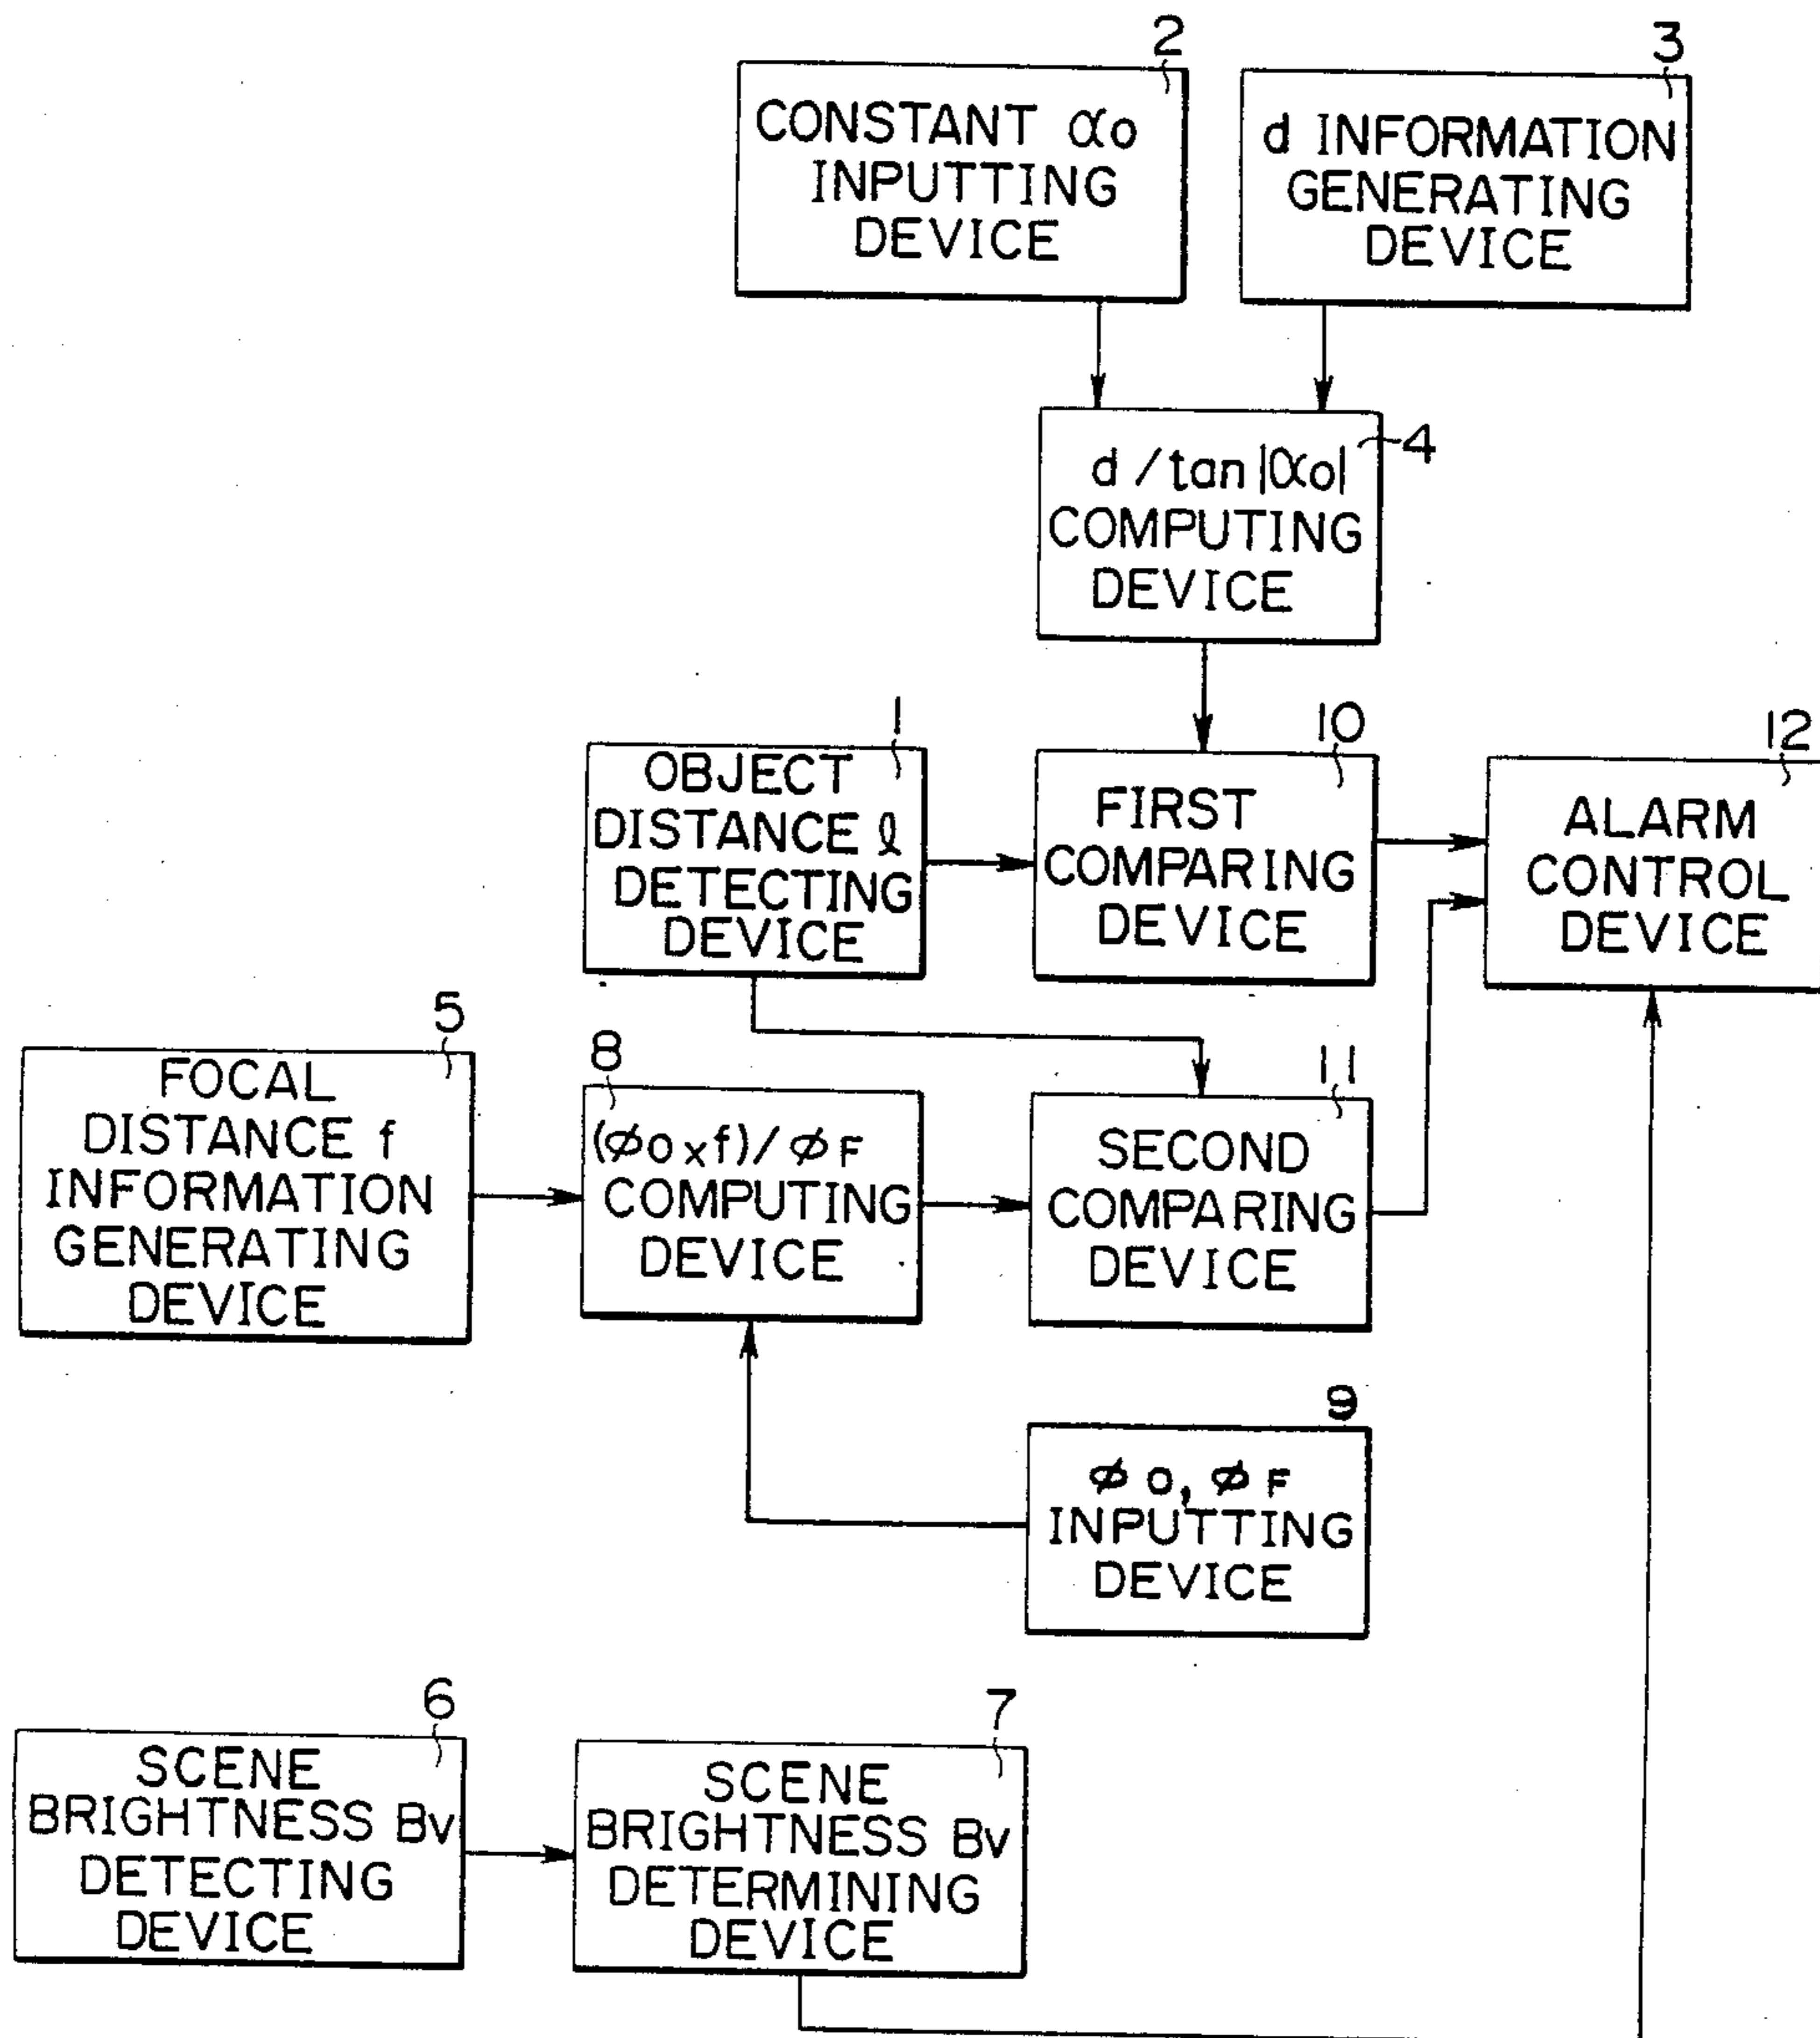 2
CONSTANT αo
INPUTTING
DEVICE
3
d INFORMATION
GENERATING
DEVICE
4
d/tan|αo|
COMPUTING
DEVICE
1
OBJECT
DISTANCE ℓ
DETECTING
DEVICE
10
FIRST
COMPARING
DEVICE
12
ALARM
CONTROL
DEVICE
5
FOCAL
DISTANCE f
INFORMATION
GENERATING
DEVICE
8
(φo×f)/φF
COMPUTING
DEVICE
11
SECOND
COMPARING
DEVICE
9
φo, φF
INPUTTING
DEVICE
6
SCENE
BRIGHTNESS Bv
DETECTING
DEVICE
7
SCENE
BRIGHTNESS Bv
DETERMINING
DEVICE